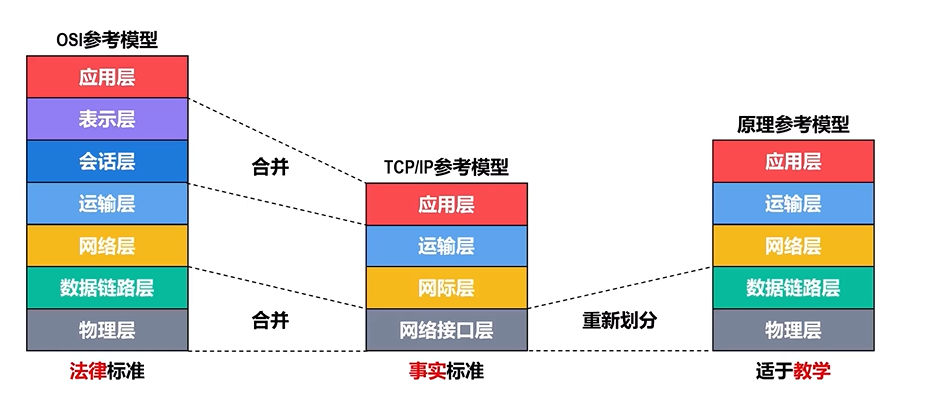 OSI参考模型
应用层
表示层
会话层
运输层
网络层
数据链路层
物理层
法律标准
合并
合并
TCP/IP参考模型
应用层
运输层
网际层
网络接口层
事实标准
重新划分
原理参考模型
应用层
运输层
网络层
数据链路层
物理层
适于教学